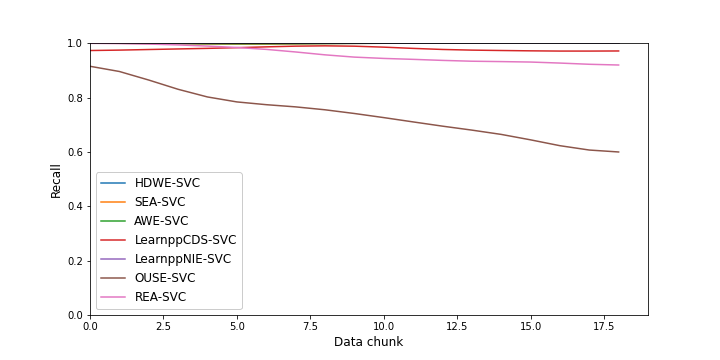 1.0
0.8
0.6
0.4
0.2
0.0
Recall
HDWE-SVC
SEA-SVC
AWE-SVC
LearnppCDS-SVC
LearnppNIE-SVC
OUSE-SVC
REA-SVC
0.0 2.5 5.0 7.5 10.0 12.5 15.0 17.5
Data chunk